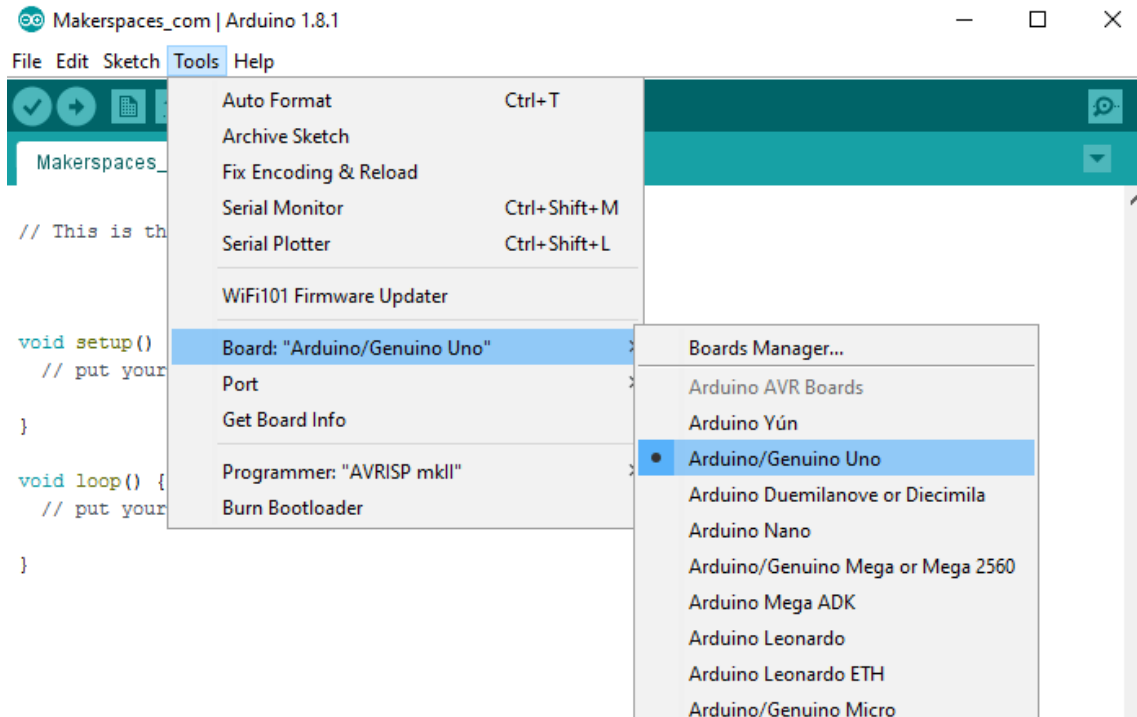 Makerspaces_com | Arduino 1.8.1
File Edit Sketch Tools Help
Makerspaces_
Auto Format Ctrl+T
Archive Sketch
Fix Encoding & Reload
Serial Monitor Ctrl+Shift+M
Serial Plotter Ctrl+Shift+L
WiFi101 Firmware Updater
Board: "Arduino/Genuino Uno"
Port
Get Board Info
Programmer: "AVRISP mkII"
Burn Bootloader
// This is th
void setup()
// put your
}
void loop() {
// put your
}
Boards Manager...
Arduino AVR Boards
Arduino Yún
Arduino/Genuino Uno
Arduino Duemilanove or Diecimila
Arduino Nano
Arduino/Genuino Mega or Mega 2560
Arduino Mega ADK
Arduino Leonardo
Arduino Leonardo ETH
Arduino/Genuino Micro